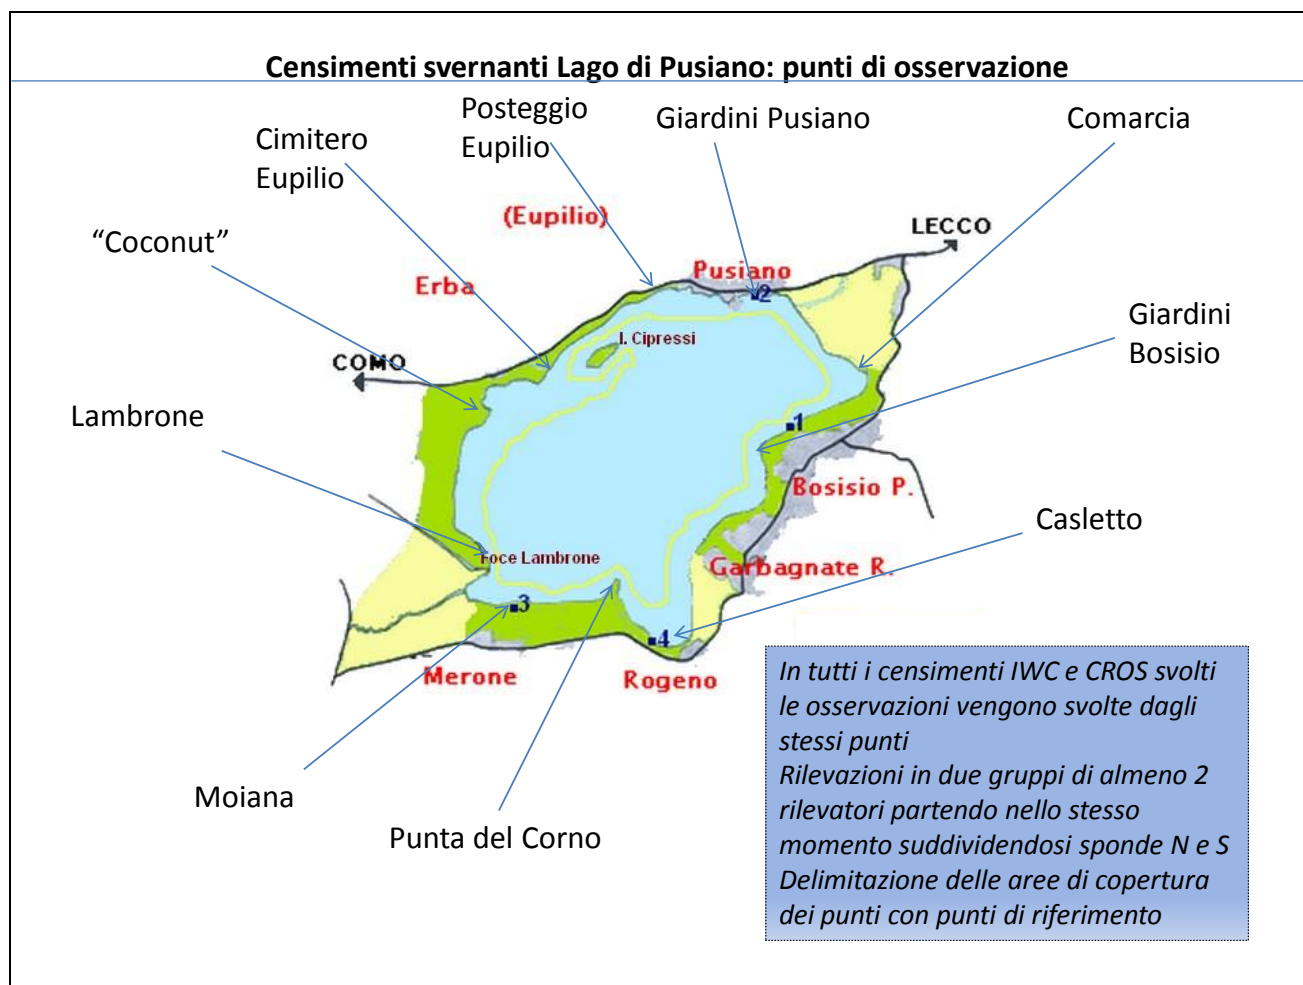 Censimenti svernanti Lago di Pusiano: punti di osservazione
Posteggio
Eupilio
Giardini Pusiano
Comarcia
Cimitero
Eupilio
(Eupilio)
LECCO
“Coconut”
Pusiano
Erba
2
Giardini
Bosisio
I. Cipressi
COMO
Lambrone
1
Bosisio P.
Casletto
Foce Lambrone
Garbagnate R.
3
4
Merone
Rogeno
In tutti i censimenti IWC e CROS svolti
le osservazioni vengono svolte dagli
stessi punti
Rilevazioni in due gruppi di almeno 2
rilevatori partendo nello stesso
momento suddividendosi sponde N e S
Delimitazione delle aree di copertura
dei punti con punti di riferimento
Moiana
Punta del Corno